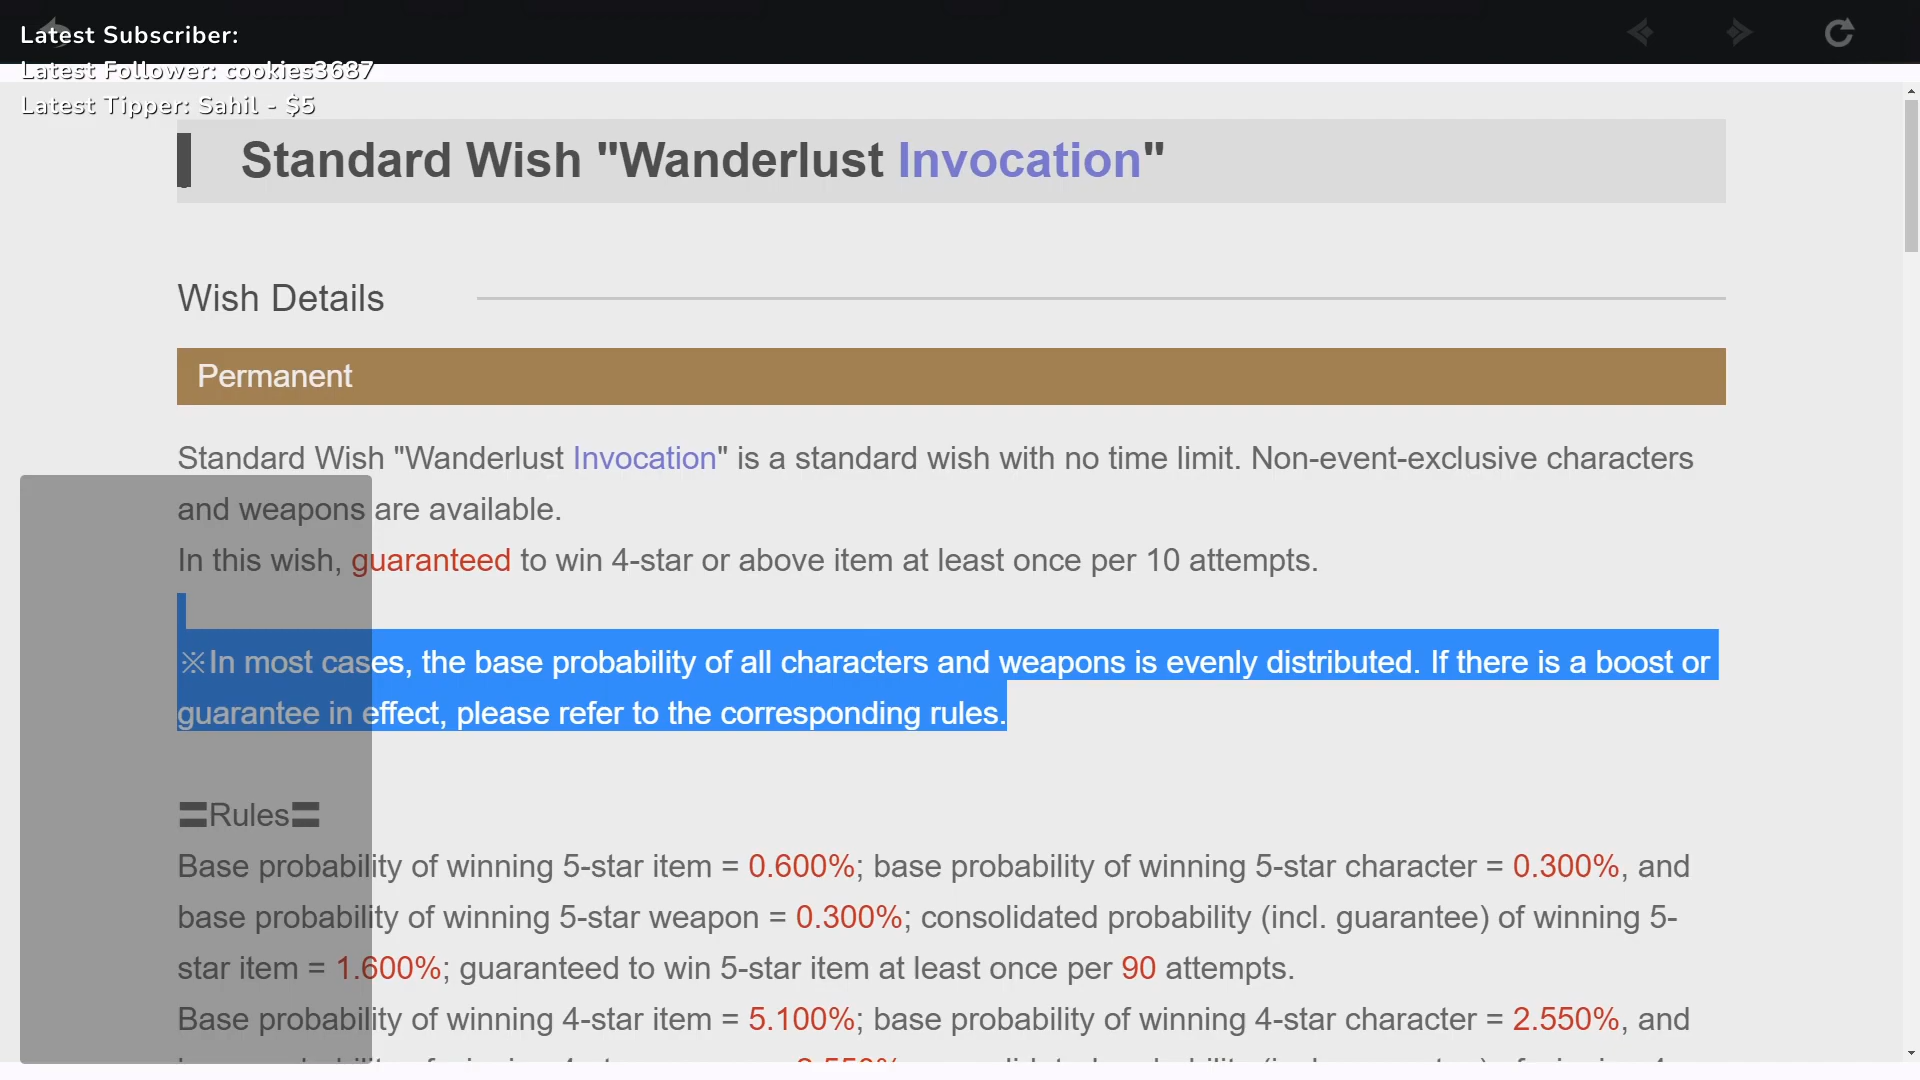 Latest Subscriber:
Latest Follower: cookies3687
Latest Tipper: Sahil - $5
Standard Wish "Wanderlust Invocation"
Wish Details
Permanent
Standard Wish "Wanderlust Invocation" is a standard wish with no time limit. Non-event-exclusive characters
and weapons are available.
In this wish, guaranteed to win 4-star or above item at least once per 10 attempts.
※In most cases, the base probability of all characters and weapons is evenly distributed. If there is a boost or
guarantee in effect, please refer to the corresponding rules.
〓Rules〓
Base probability of winning 5-star item = 0.600%; base probability of winning 5-star character = 0.300%, and
base probability of winning 5-star weapon = 0.300%; consolidated probability (incl. guarantee) of winning 5-
star item = 1.600%; guaranteed to win 5-star item at least once per 90 attempts.
Base probability of winning 4-star item = 5.100%; base probability of winning 4-star character = 2.550%, and